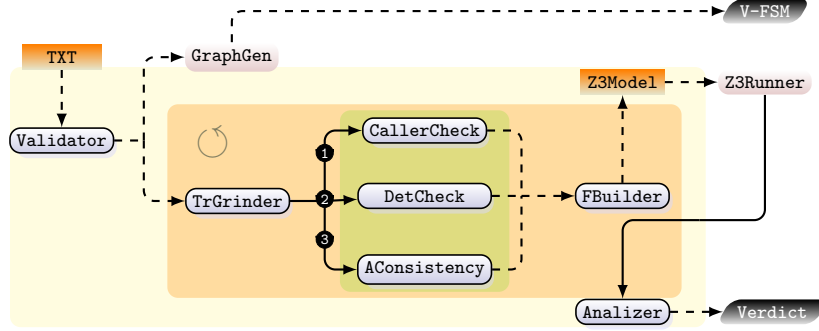 V-FSM
TXT
GraphGen
Z3Model
Z3Runner
Validator
CallerCheck
1
TrGrinder
2
DetCheck
FBuilder
3
AConsistency
Analizer
Verdict